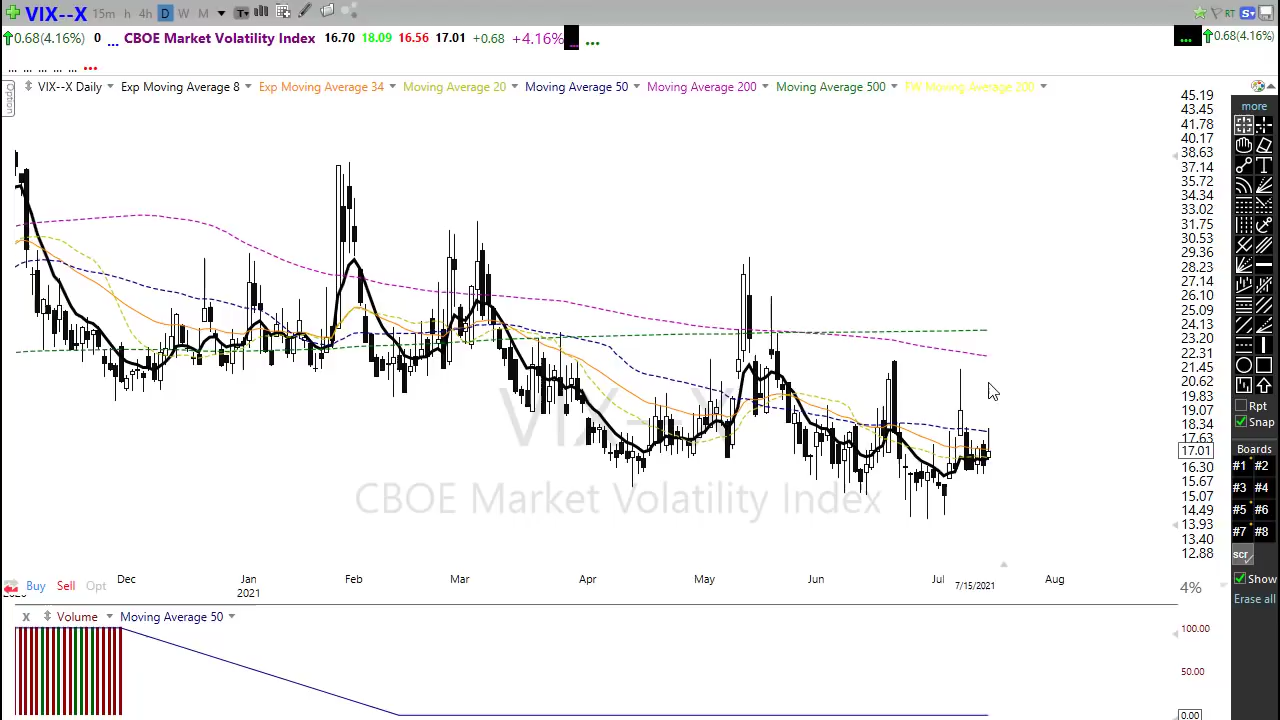 VIX--X 15m h 4h D W M T RT S
0.68(4.16%) 0 ... CBOE Market Volatility Index 16.70 18.09 16.56 17.01 +0.68 +4.16% _ ... ... 0.68(4.16%)
... ... ... ... ... ...
Option VIX--X Daily Exp Moving Average 8 Exp Moving Average 34 Moving Average 20 Moving Average 50 Moving Average 200 Moving Average 500 FW Moving Average 200
45.19
43.45
41.78
40.17
38.63
37.14
35.72
34.34
33.02
31.75
30.53
29.36
28.23
27.14
26.10
25.09
24.13
23.20
22.31
21.45
20.62
19.83
19.07
18.34
17.63
17.01
16.30
15.67
15.07
14.49
13.93
13.40
12.88
VIX--X
CBOE Market Volatility Index
more
T
Rpt
Snap
Boards
#1 #2
#3 #4
#5 #6
#7 #8
scr
Show
Erase all
Dec Jan Feb Mar Apr May Jun Jul Aug
2021 7/15/2021
Buy Sell Opt 4%
X Volume Moving Average 50
100.00
50.00
0.00